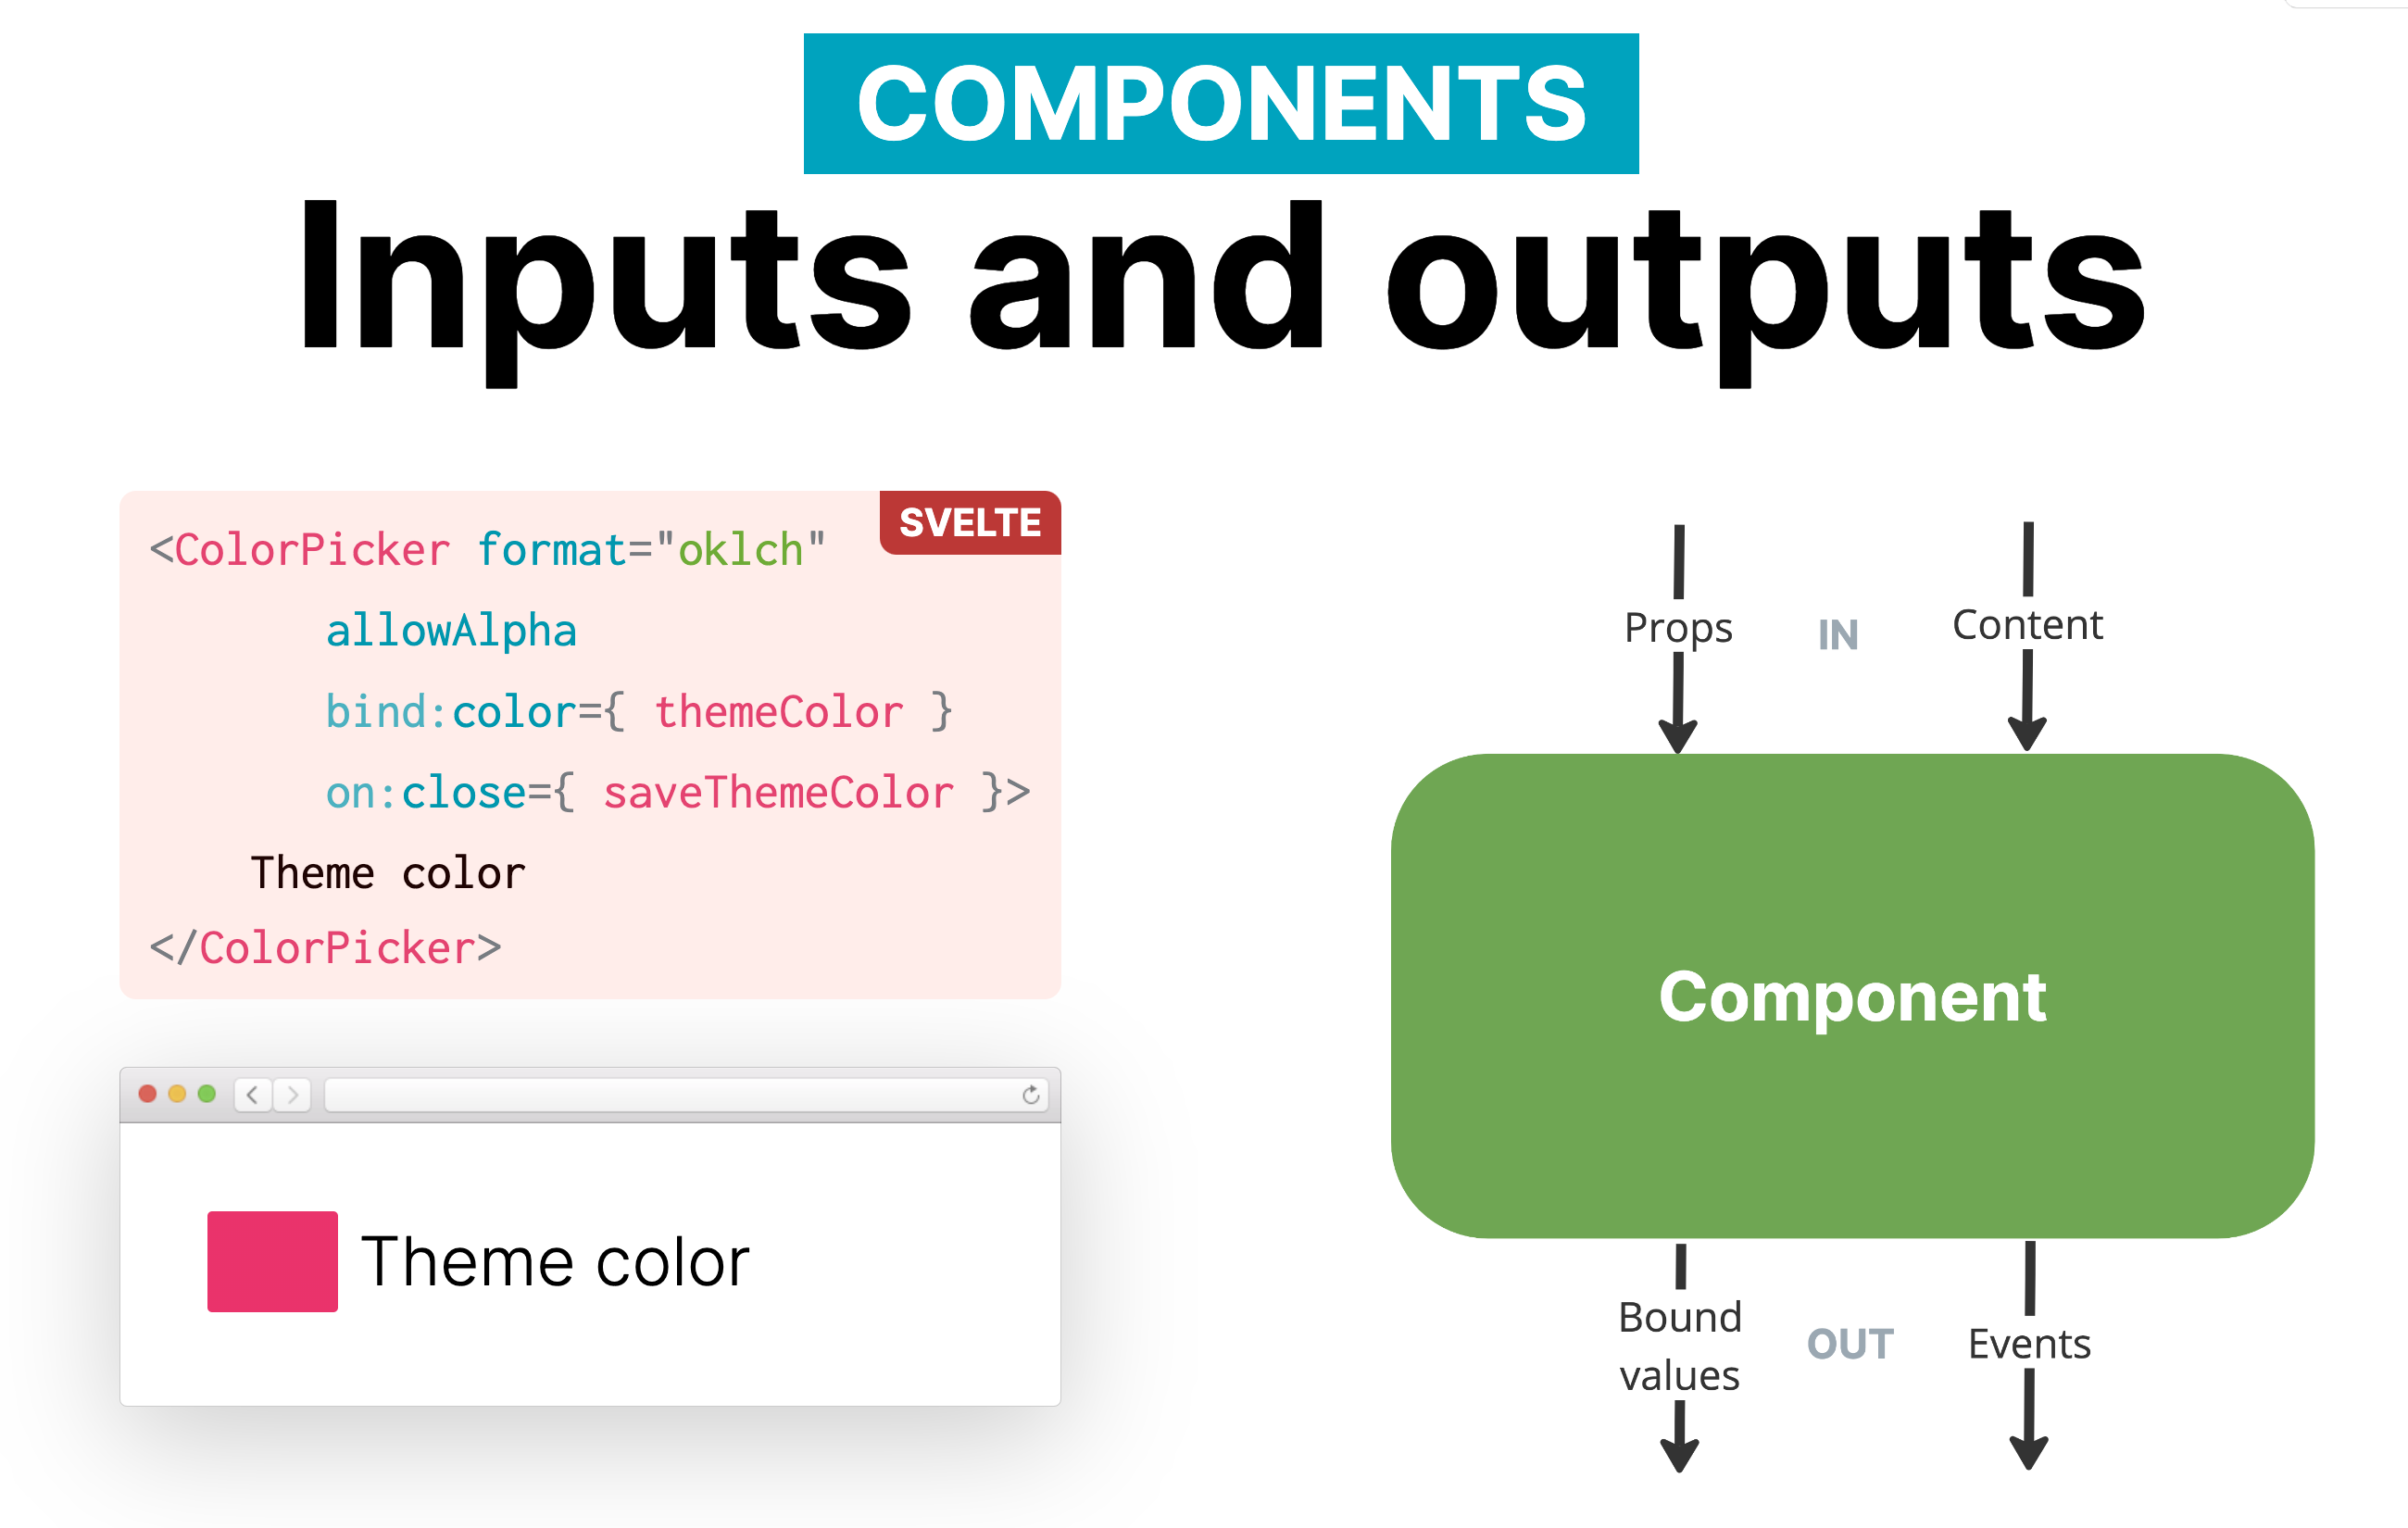 COMPONENTS
Inputs and outputs
SVELTE
<ColorPicker format="oklch"
allowAlpha
bind:color={ themeColor }
on:close={ saveThemeColor }>
Theme color
</ColorPicker>
Theme color
Props
IN
Content
Component
Bound
values
OUT
Events